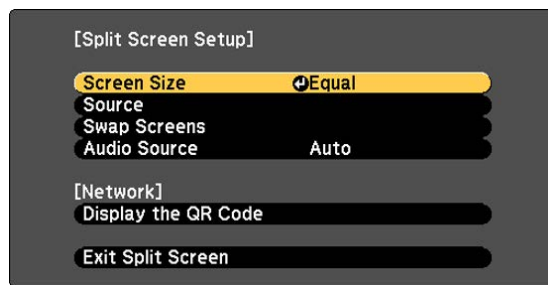 [Split Screen Setup]
Screen Size Equal
Source
Swap Screens
Audio Source Auto
[Network]
Display the QR Code
Exit Split Screen